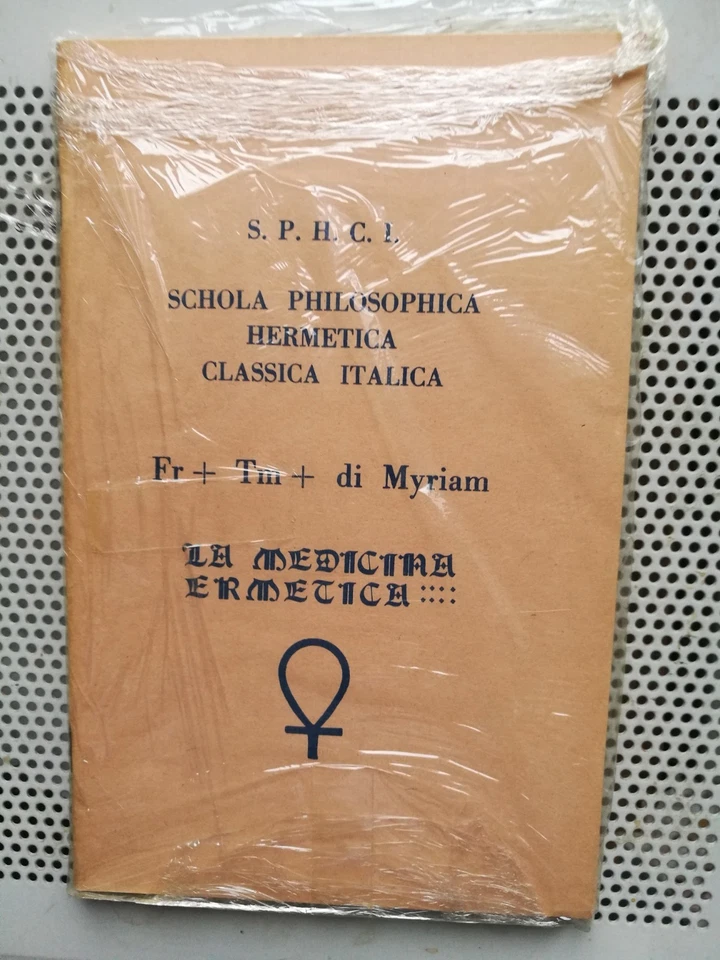 S. P. H. C. I.
SCHOLA PHILOSOPHICA
HERMETICA
CLASSICA ITALICA
Fr + Tm + di Myriam
LA MEDICINA
ERMETICA ::::